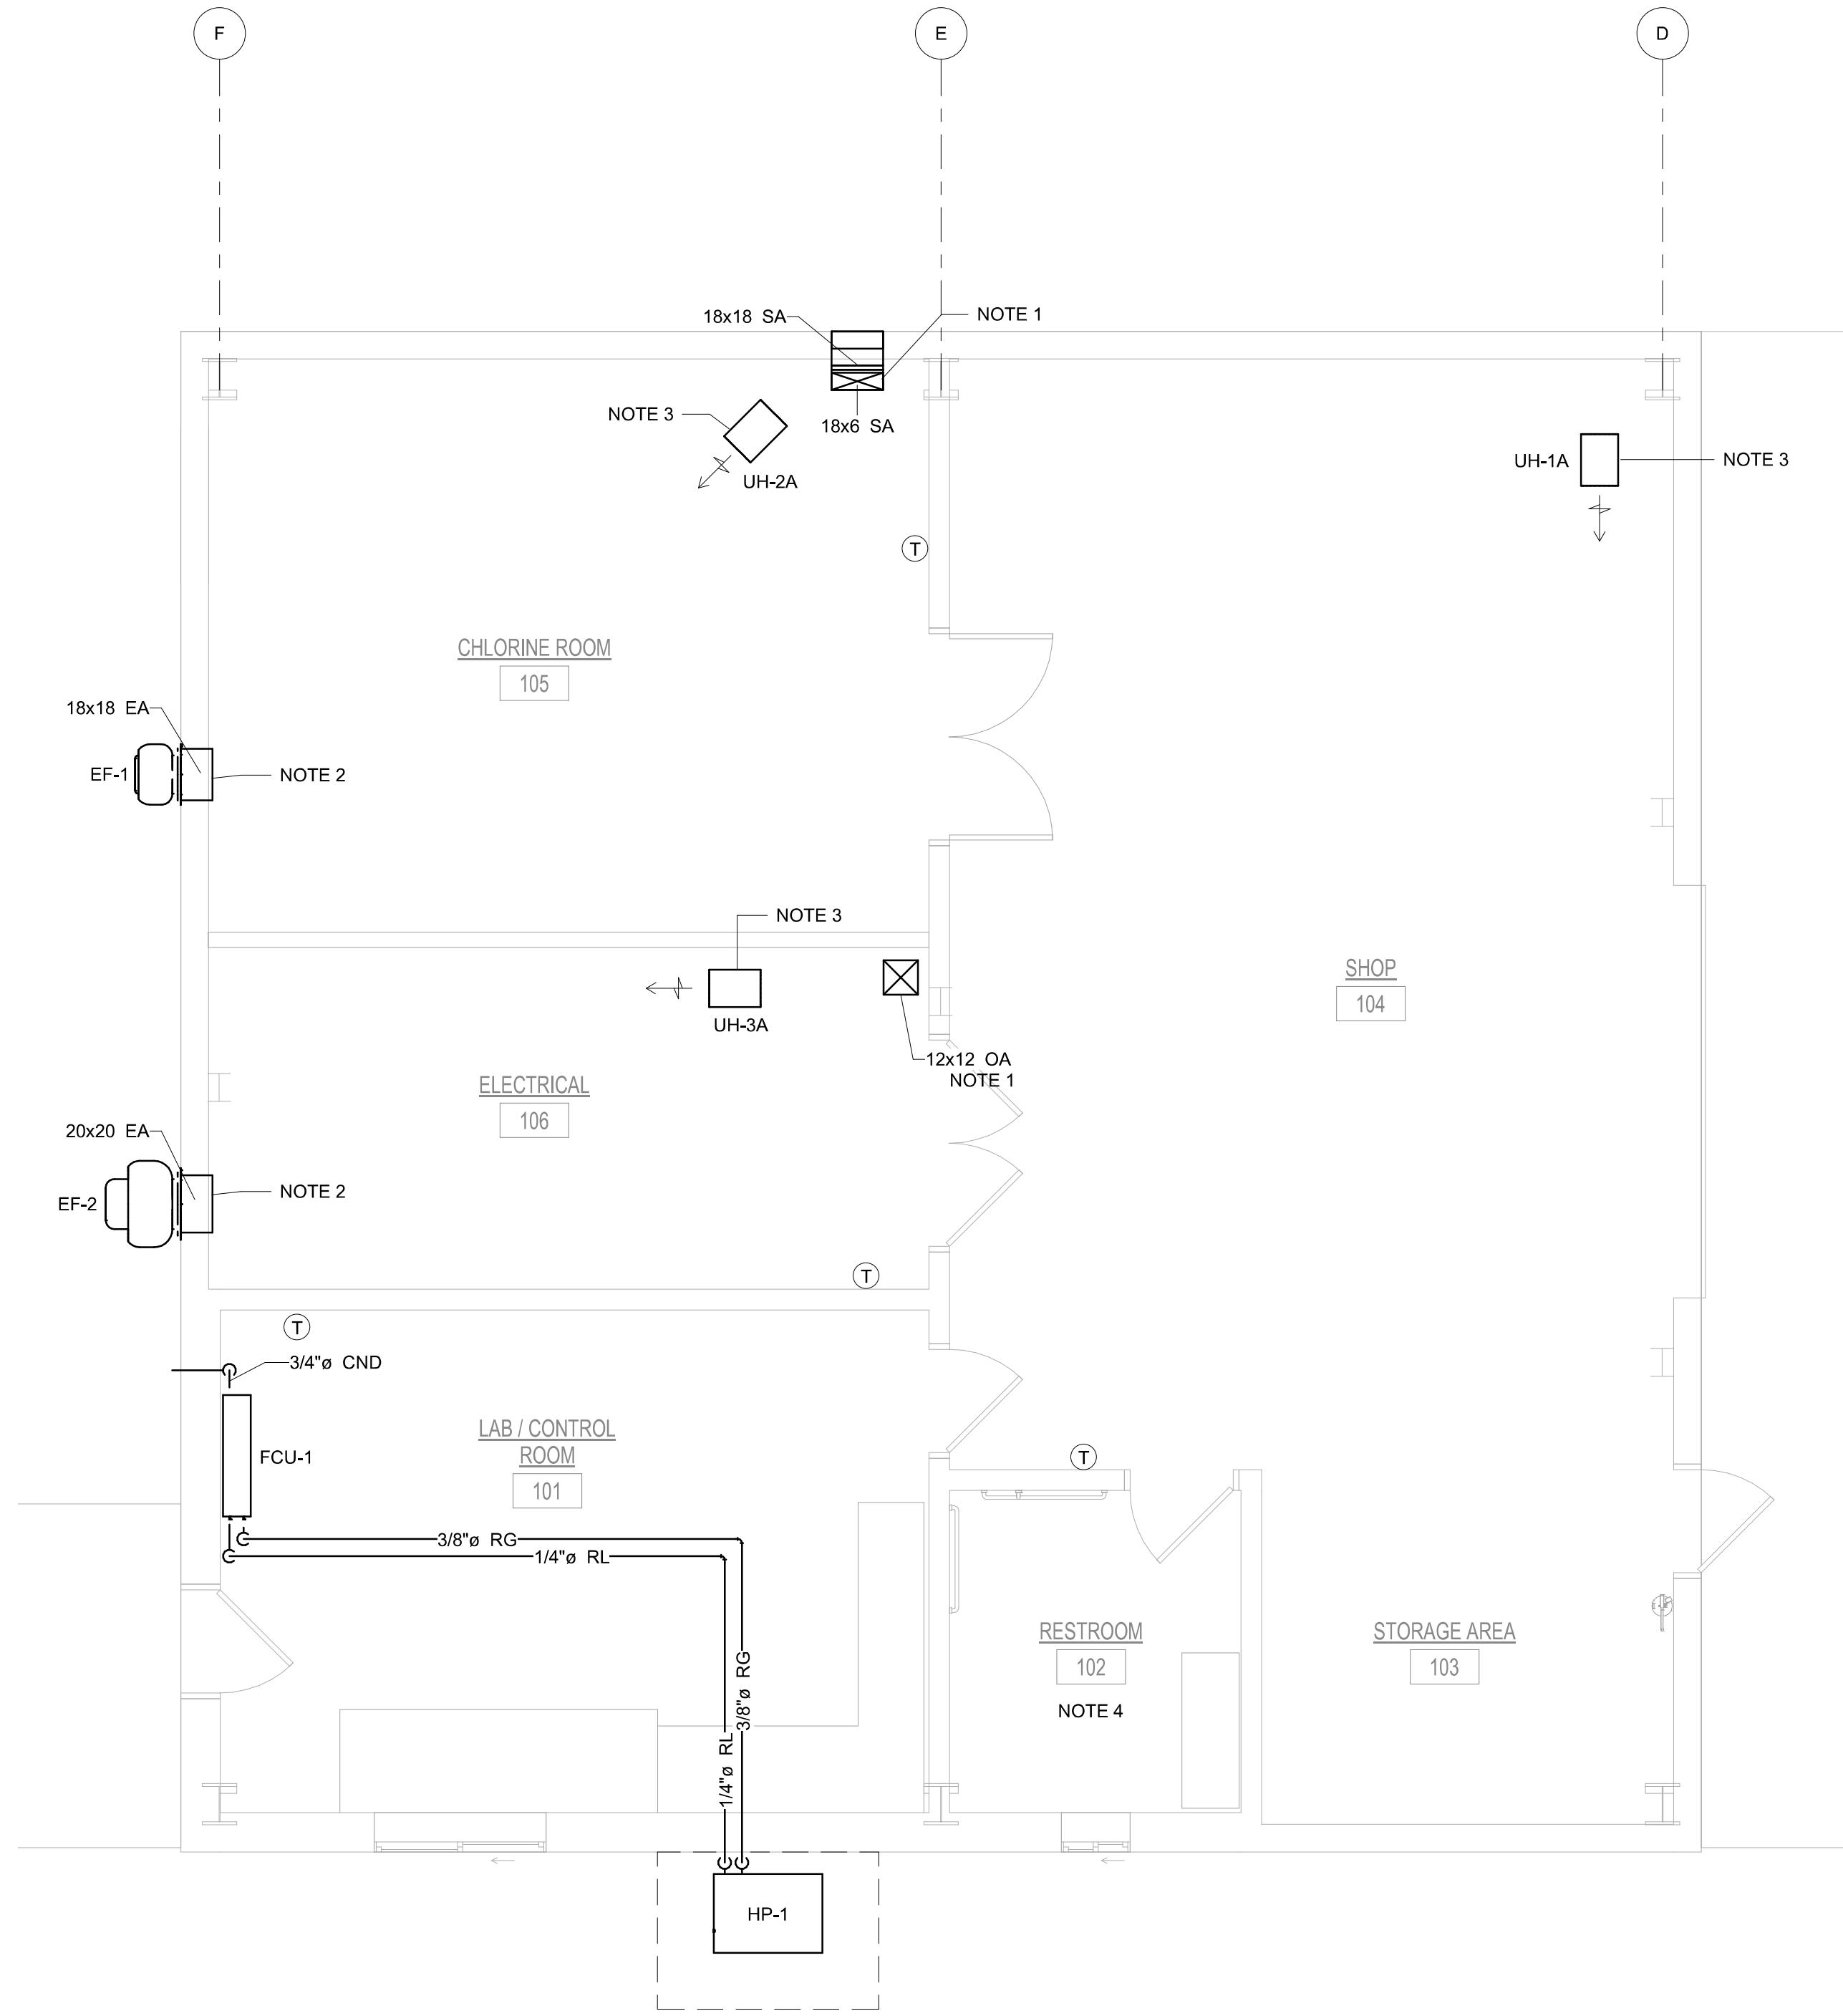 F
E
D
18x18 SA
NOTE 1
NOTE 3
18x6 SA
UH-2A
UH-1A
NOTE 3
T
CHLORINE ROOM
105
18x18 EA
EF-1
NOTE 2
NOTE 3
UH-3A
SHOP
104
12x12 OA
NOTE 1
ELECTRICAL
106
20x20 EA
EF-2
NOTE 2
T
T
3/4"ø CND
FCU-1
LAB / CONTROL
ROOM
101
T
3/8"ø RG
1/4"ø RL
RESTROOM
102
NOTE 4
STORAGE AREA
103
3/8"ø RG
1/4"ø RL
HP-1